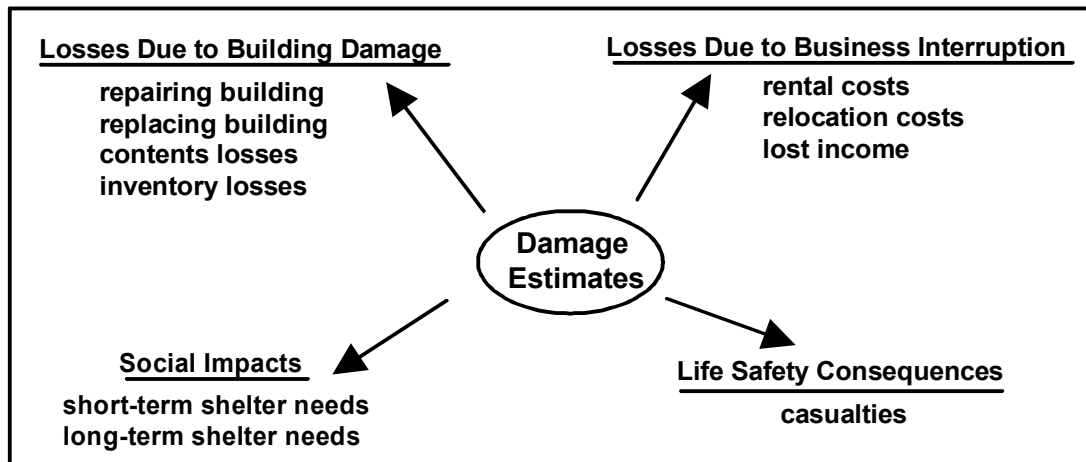 Losses Due to Building Damage
repairing building
replacing building
contents losses
inventory losses
Losses Due to Business Interruption
rental costs
relocation costs
lost income
Damage
Estimates
Social Impacts
short-term shelter needs
long-term shelter needs
Life Safety Consequences
casualties